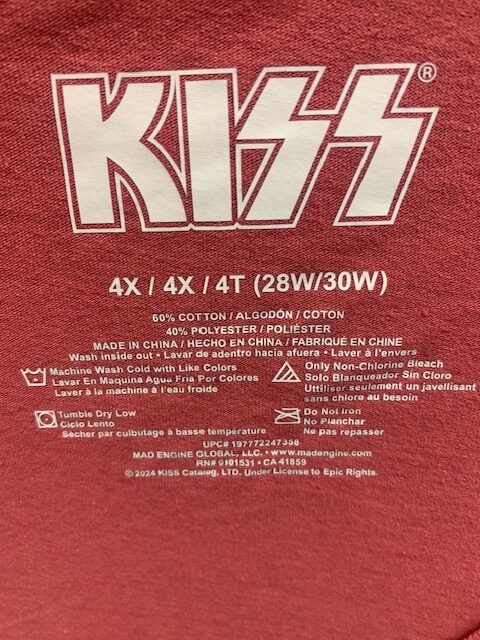 KISS®
4X / 4X / 4T (28W/30W)
60% COTTON / ALGODÓN / COTON
40% POLYESTER / POLIÉSTER
MADE IN CHINA / HECHO EN CHINA / FABRIQUÉ EN CHINE
Wash inside out • Lavar de adentro hacia afuera • Laver à l'envers
Machine Wash Cold with Like Colors
Lavar En Maquina Agua Fria Por Colores
Laver à la machine à l'eau froide
Only Non-Chlorine Bleach
Solo Blanqueador Sin Cloro
Utiliser seulement un javellisant
sans chlore au besoin
Tumble Dry Low
Ciclo Lento
Sècher par culbutage à basse température
Do Not Iron
No Planchar
Ne pas repasser
UPC# 197772247358
MAD ENGINE GLOBAL, LLC. • www.madengine.com
RN# 0101531 • CA 41859
© 2024 KISS Catalog, LTD. Under License to Epic Rights.